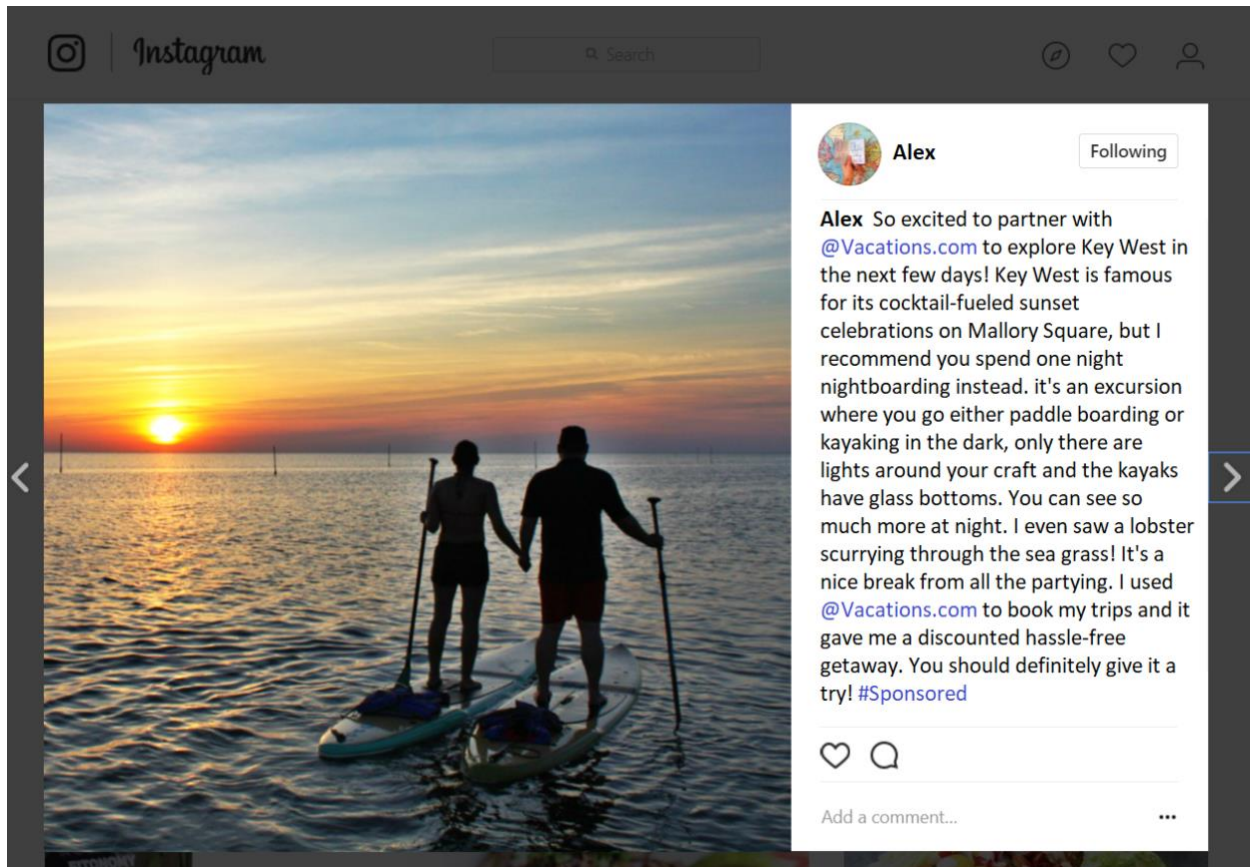 Instagram
Search
Alex
Following
Alex So excited to partner with
@Vacations.com to explore Key West in
the next few days! Key West is famous
for its cocktail-fueled sunset
celebrations on Mallory Square, but I
recommend you spend one night
nightboarding instead. it's an excursion
where you go either paddle boarding or
kayaking in the dark, only there are
lights around your craft and the kayaks
have glass bottoms. You can see so
much more at night. I even saw a lobster
scurrying through the sea grass! It's a
nice break from all the partying. I used
@Vacations.com to book my trips and it
gave me a discounted hassle-free
getaway. You should definitely give it a
try! #Sponsored
Add a comment...